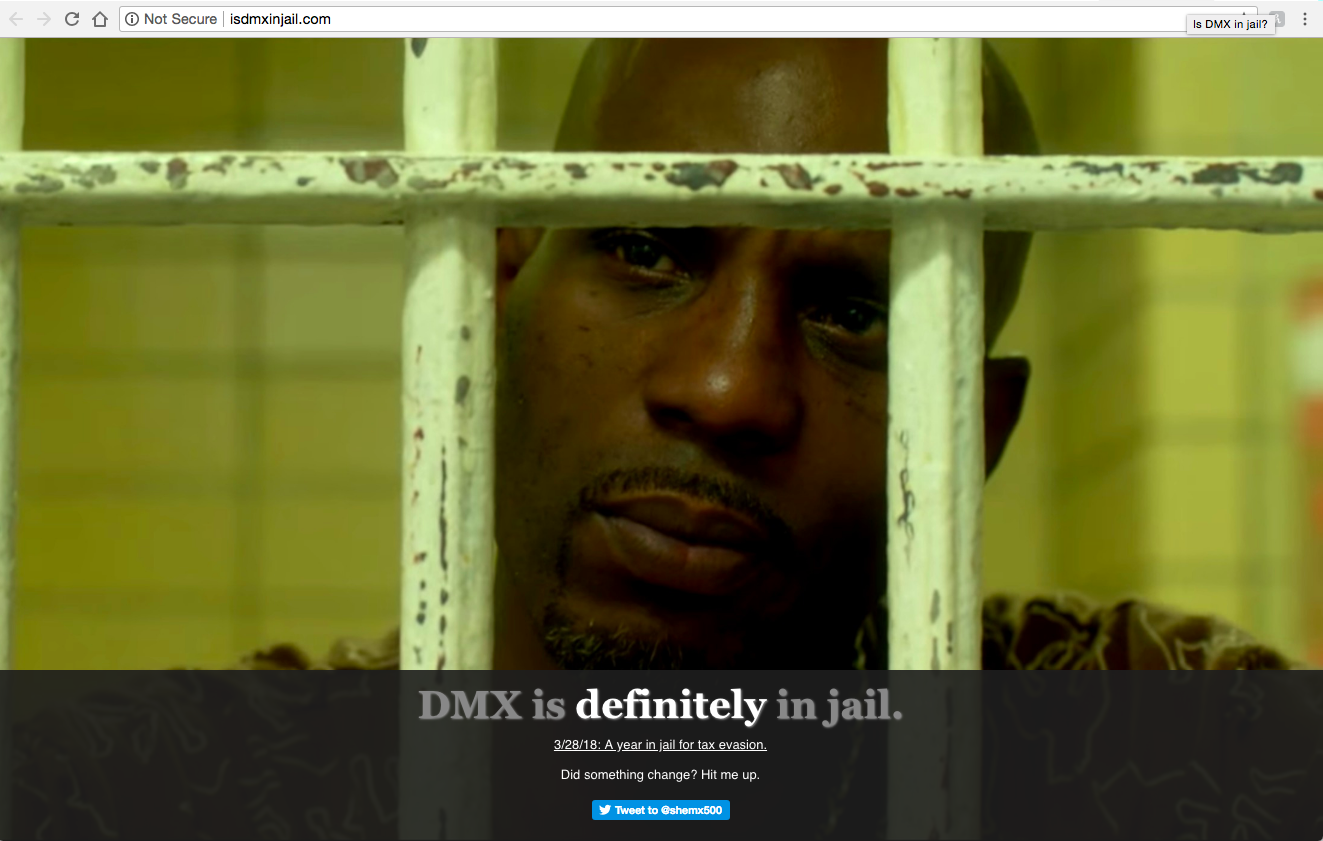 Not Secure isdmxinjail.com
Is DMX in jail?
DMX is definitely in jail.
3/28/18: A year in jail for tax evasion.
Did something change? Hit me up.
Tweet to @shemx500